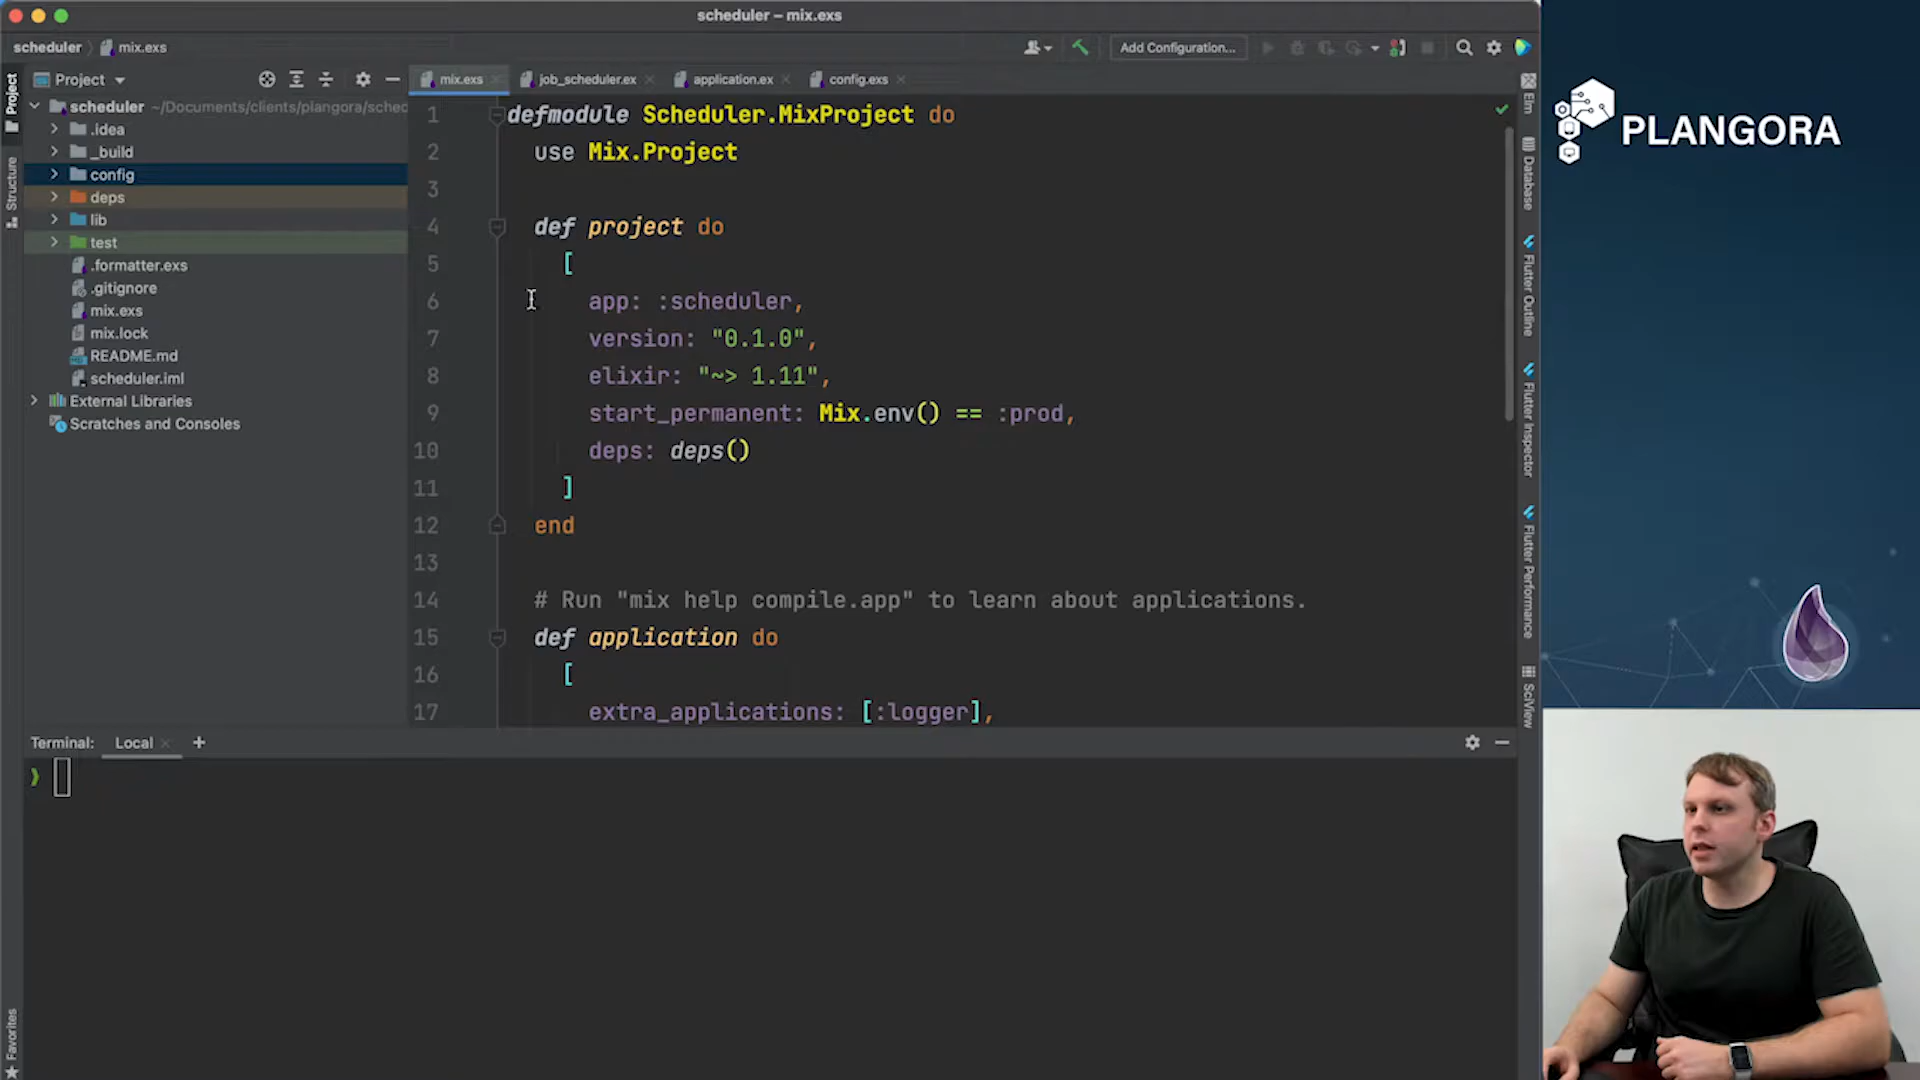 scheduler – mix.exs
scheduler
mix.exs
Add Configuration...
Project
Project
mix.exs
job_scheduler.ex
application.ex
config.exs
scheduler ~/Documents/clients/plangora/sched
.idea
_build
config
deps
lib
test
.formatter.exs
.gitignore
mix.exs
mix.lock
README.md
scheduler.iml
External Libraries
Scratches and Consoles
Structure
Favorites
1 defmodule Scheduler.MixProject do
2 use Mix.Project
3
4 def project do
5 [
6 app: :scheduler,
7 version: "0.1.0",
8 elixir: "~> 1.11",
9 start_permanent: Mix.env() == :prod,
10 deps: deps()
11 ]
12 end
13
14 # Run "mix help compile.app" to learn about applications.
15 def application do
16 [
17 extra_applications: [:logger],
Elm
Database
Flutter Outline
Flutter Inspector
Flutter Performance
SciView
PLANGORA
Terminal:
Local
+
❯